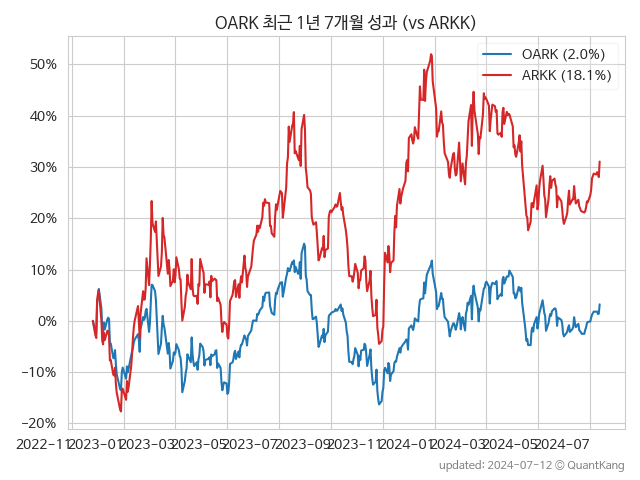 OARK 최근 1년 7개월 성과 (vs ARKK)
OARK (2.0%)
ARKK (18.1%)
50%
40%
30%
20%
10%
0%
−10%
−20%
2022-11 2023-01 2023-03 2023-05 2023-07 2023-09 2023-11 2024-01 2024-03 2024-05 2024-07
updated: 2024-07-12 © QuantKang